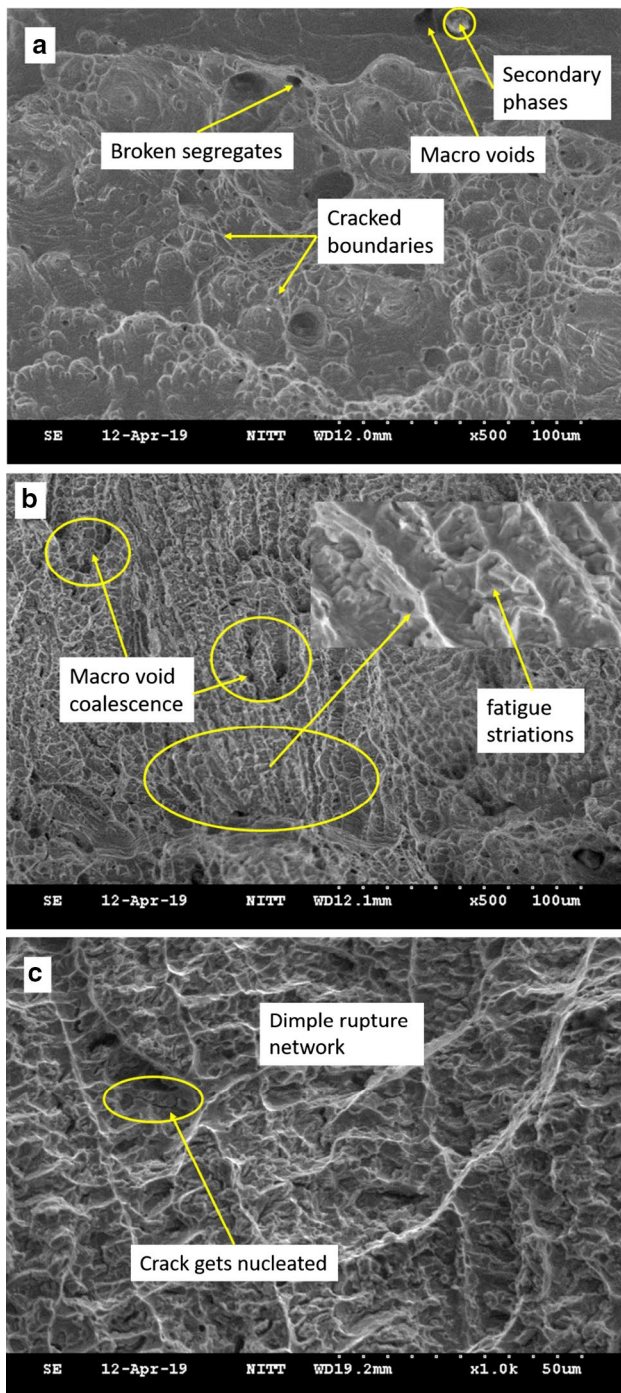 a
Secondary
phases
Broken segregates
Macro voids
Cracked
boundaries
SE 12-Apr-19 NITT WD12.0mm x500 100um
b
Macro void
coalescence
fatigue
striations
SE 12-Apr-19 NITT WD12.1mm x500 100um
c
Dimple rupture
network
Crack gets nucleated
SE 12-Apr-19 NITT WD19.2mm x1.0k 50um